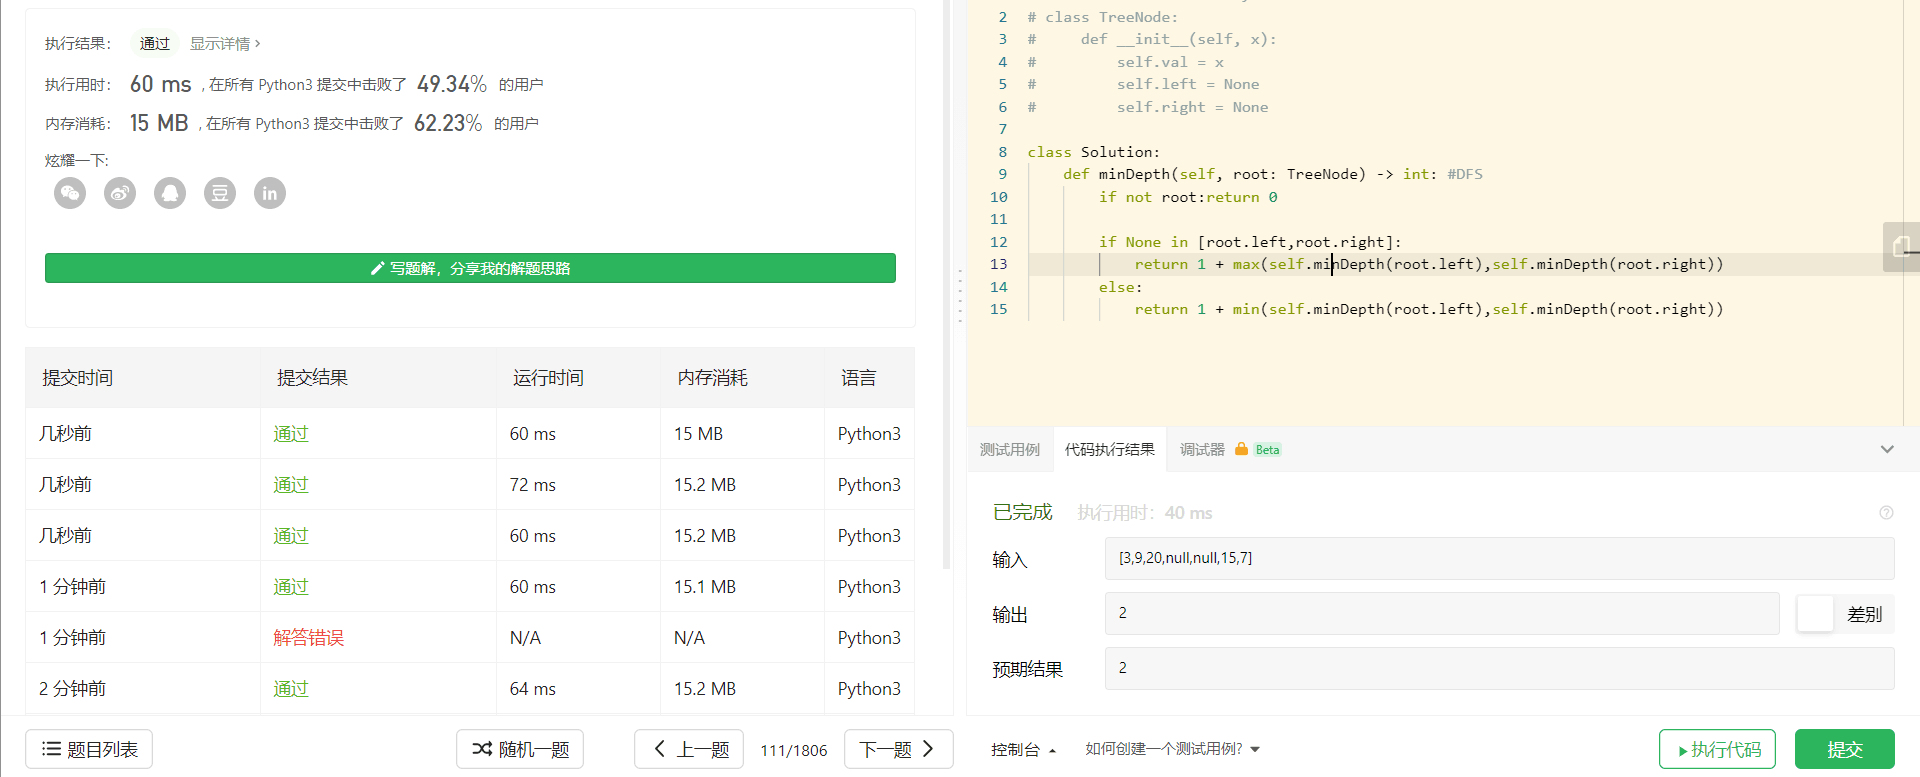 执行结果： 通过 显示详情 >
执行用时： 60 ms , 在所有 Python3 提交中击败了 49.34% 的用户
内存消耗： 15 MB , 在所有 Python3 提交中击败了 62.23% 的用户
炫耀一下:
写题解，分享我的解题思路
提交时间 提交结果 运行时间 内存消耗 语言
几秒前 通过 60 ms 15 MB Python3
几秒前 通过 72 ms 15.2 MB Python3
几秒前 通过 60 ms 15.2 MB Python3
1 分钟前 通过 60 ms 15.1 MB Python3
1 分钟前 解答错误 N/A N/A Python3
2 分钟前 通过 64 ms 15.2 MB Python3
题目列表 随机一题 上一题 111/1806 下一题
2 # class TreeNode:
3 #     def __init__(self, x):
4 #         self.val = x
5 #         self.left = None
6 #         self.right = None
7
8 class Solution:
9     def minDepth(self, root: TreeNode) -> int: #DFS
10         if not root:return 0
11
12         if None in [root.left,root.right]:
13             return 1 + max(self.minDepth(root.left),self.minDepth(root.right))
14         else:
15             return 1 + min(self.minDepth(root.left),self.minDepth(root.right))
测试用例 代码执行结果 调试器 Beta
已完成 执行用时：40 ms
输入 [3,9,20,null,null,15,7]
输出 2 差别
预期结果 2
控制台 如何创建一个测试用例? 执行代码 提交